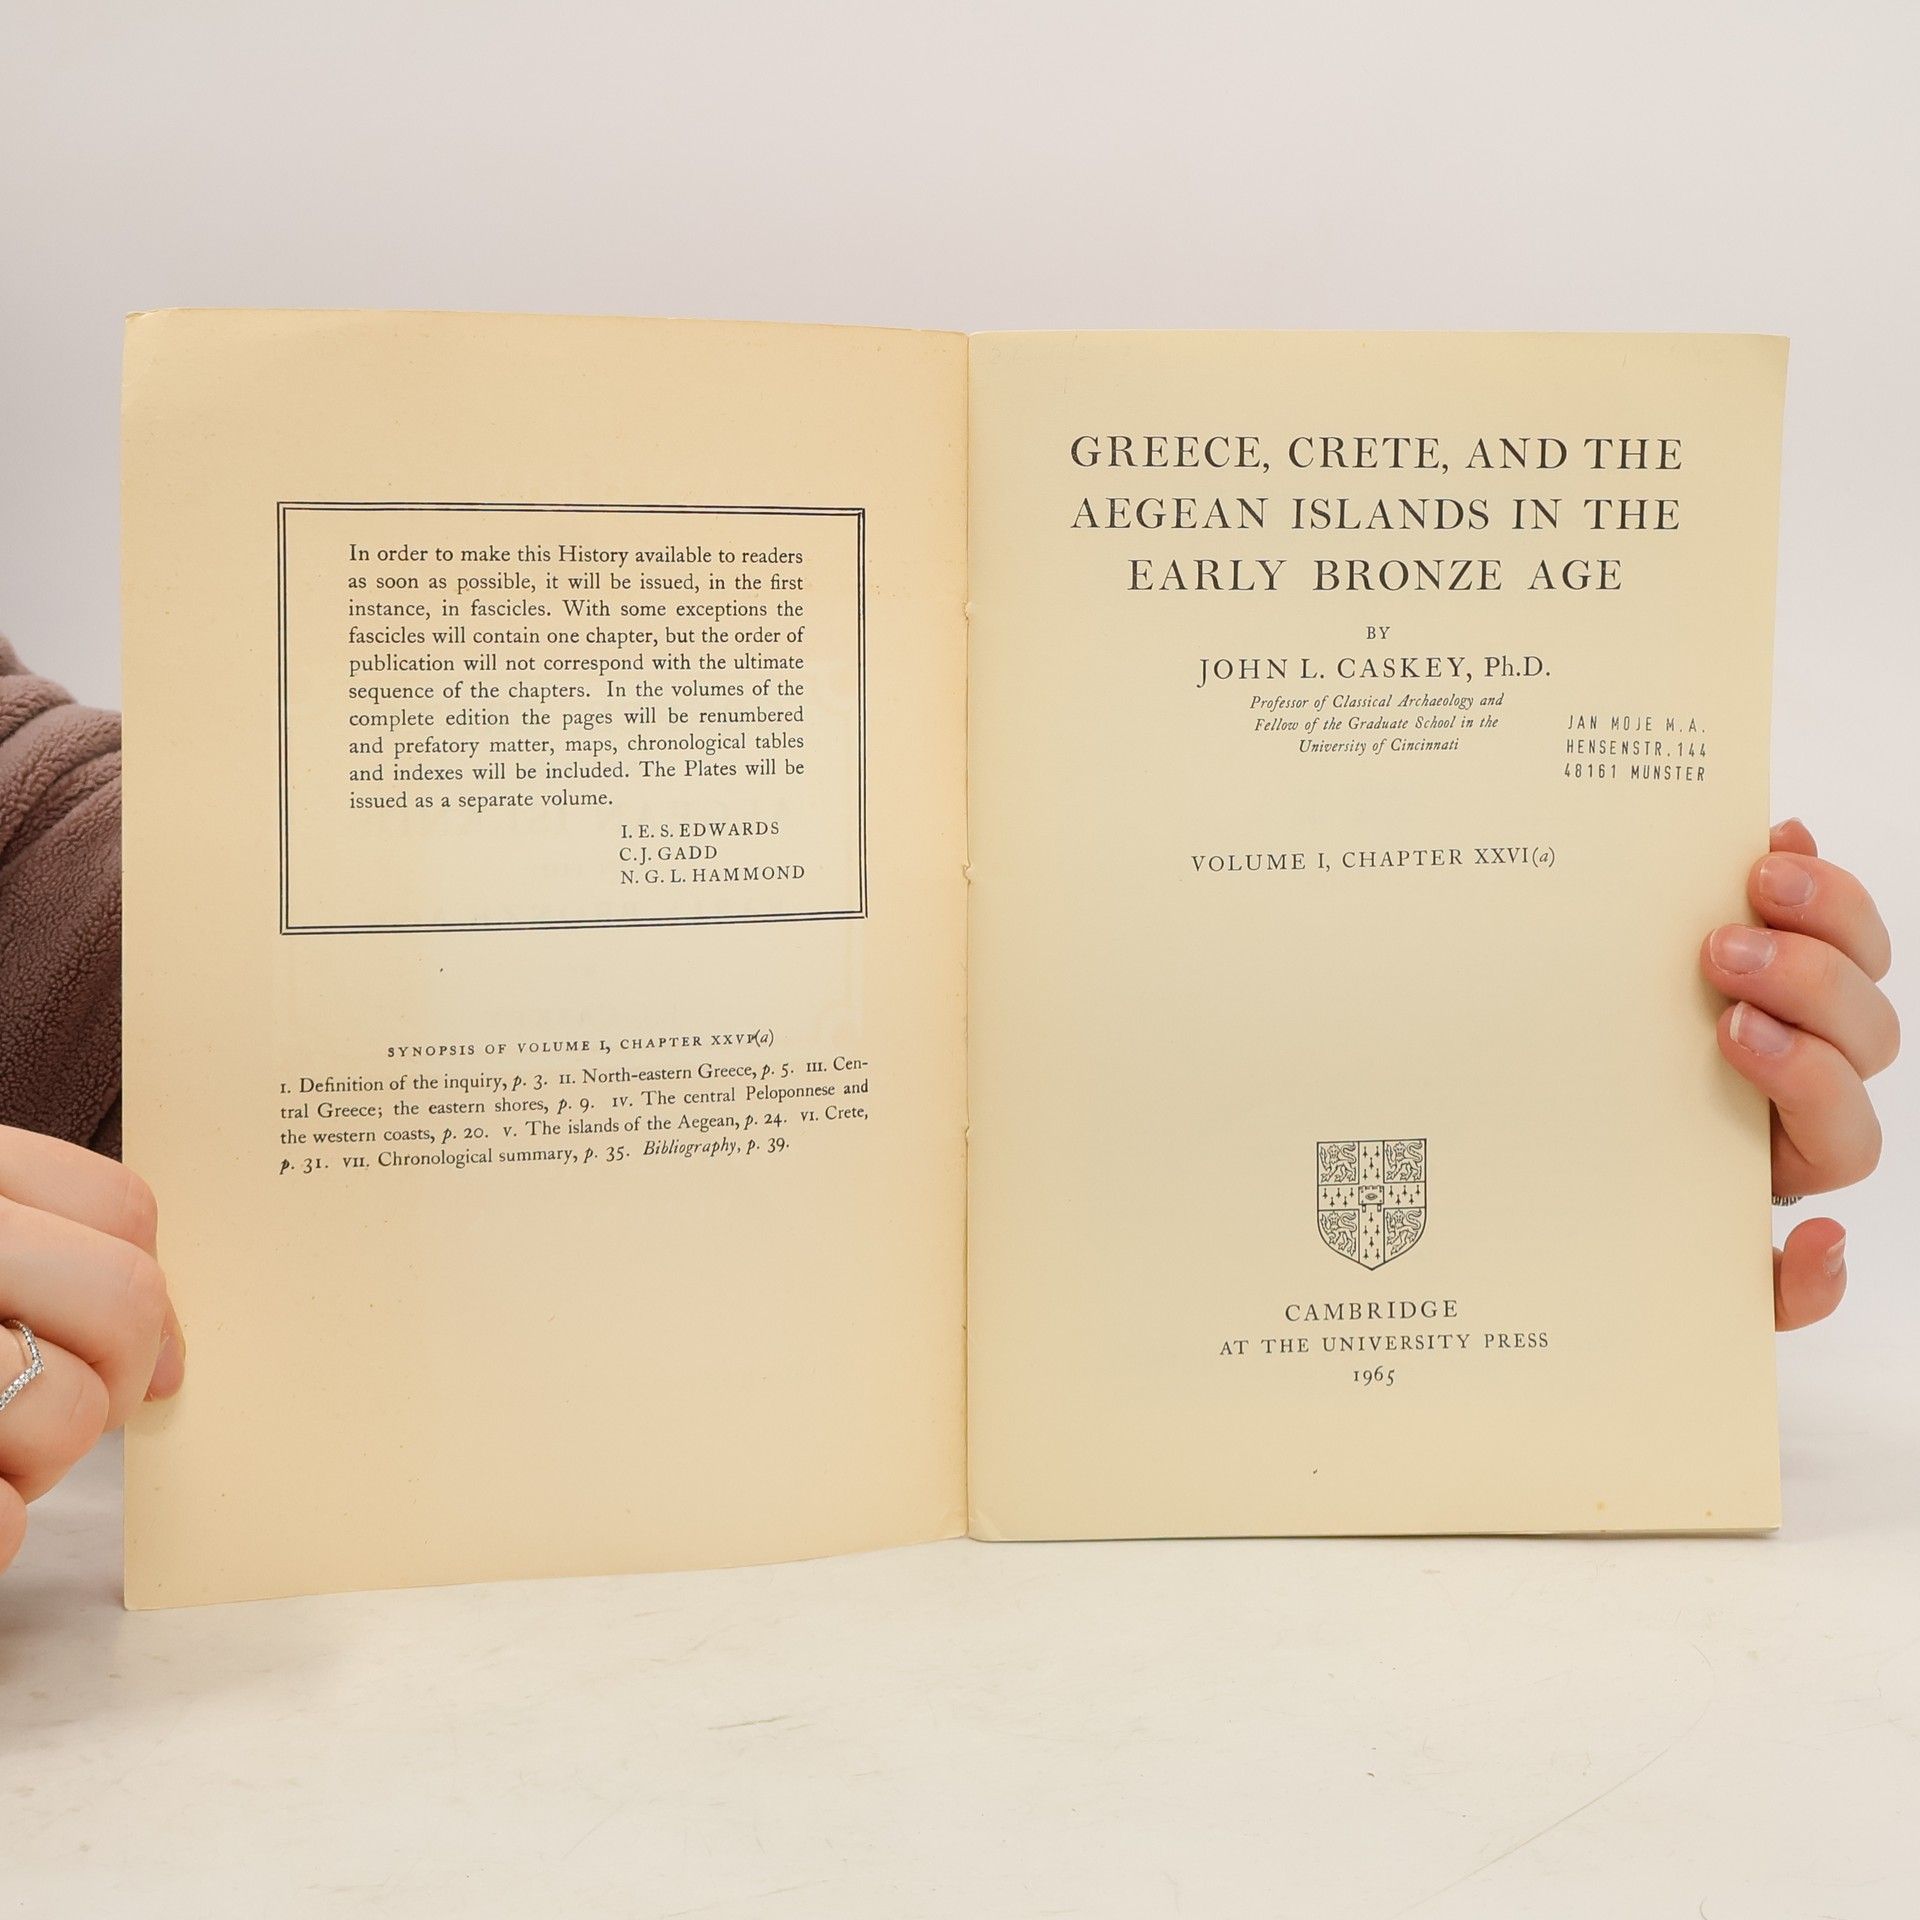 In order to make this History available to readers
as soon as possible, it will be issued, in the first
instance, in fascicles. With some exceptions the
fascicles will contain one chapter, but the order of
publication will not correspond with the ultimate
sequence of the chapters. In the volumes of the
complete edition the pages will be renumbered
and prefatory matter, maps, chronological tables
and indexes will be included. The Plates will be
issued as a separate volume.
I. E. S. EDWARDS
C. J. GADD
N. G. L. HAMMOND
SYNOPSIS OF VOLUME I, CHAPTER XXVI(a)
I. Definition of the inquiry, p. 3. II. North-eastern Greece, p. 5. III. Cen-
tral Greece; the eastern shores, p. 9. IV. The central Peloponnese and
the western coasts, p. 20. V. The islands of the Aegean, p. 24. VI. Crete,
p. 31. VII. Chronological summary, p. 35. Bibliography, p. 39.
GREECE, CRETE, AND THE
AEGEAN ISLANDS IN THE
EARLY BRONZE AGE
BY
JOHN L. CASKEY, Ph.D.
Professor of Classical Archaeology and
Fellow of the Graduate School in the
University of Cincinnati
JAN MOJE M.A.
HENSENSTR.144
48161 MUNSTER
VOLUME I, CHAPTER XXVI(a)
CAMBRIDGE
AT THE UNIVERSITY PRESS
1965